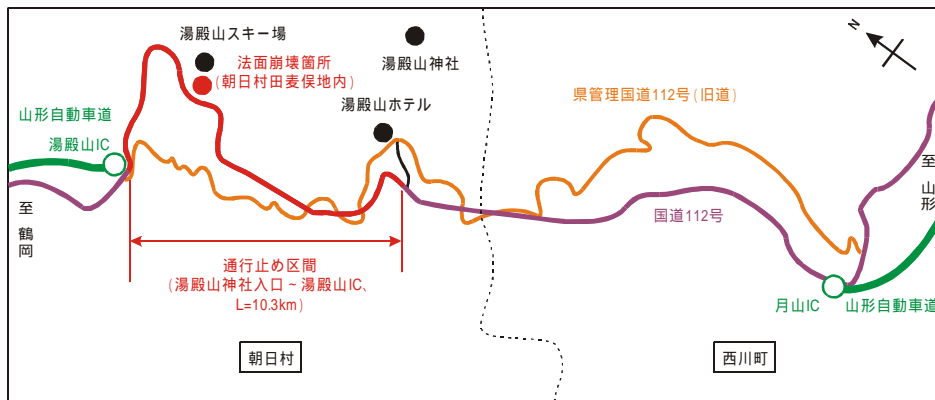 湯殿山スキー場
法面崩壊箇所
(朝日村田麦俣地内)
湯殿山神社
湯殿山ホテル
山形自動車道
湯殿山IC
至 鶴岡
県管理国道112号(旧道)
N
至 山形
国道112号
通行止め区間
(湯殿山神社入口~湯殿山IC、
L=10.3km)
月山IC
山形自動車道
朝日村
西川町